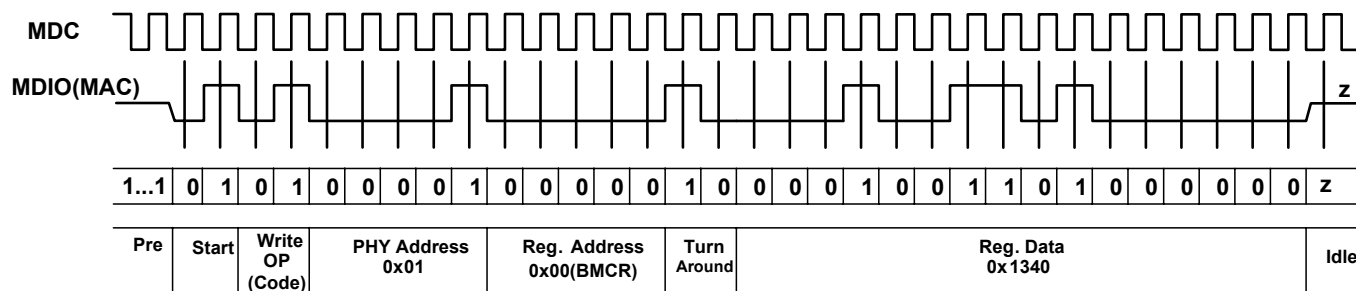 MDC
MDIO(MAC)
z
1...1 0 1 0 1 0 0 0 0 1 0 0 0 0 0 1 0 0 0 0 1 0 0 1 1 0 1 0 0 0 0 0 0 z
Pre
Start
Write
OP
(Code)
PHY Address
0x01
Reg. Address
0x00(BMCR)
Turn
Around
Reg. Data
0x1340
Idle